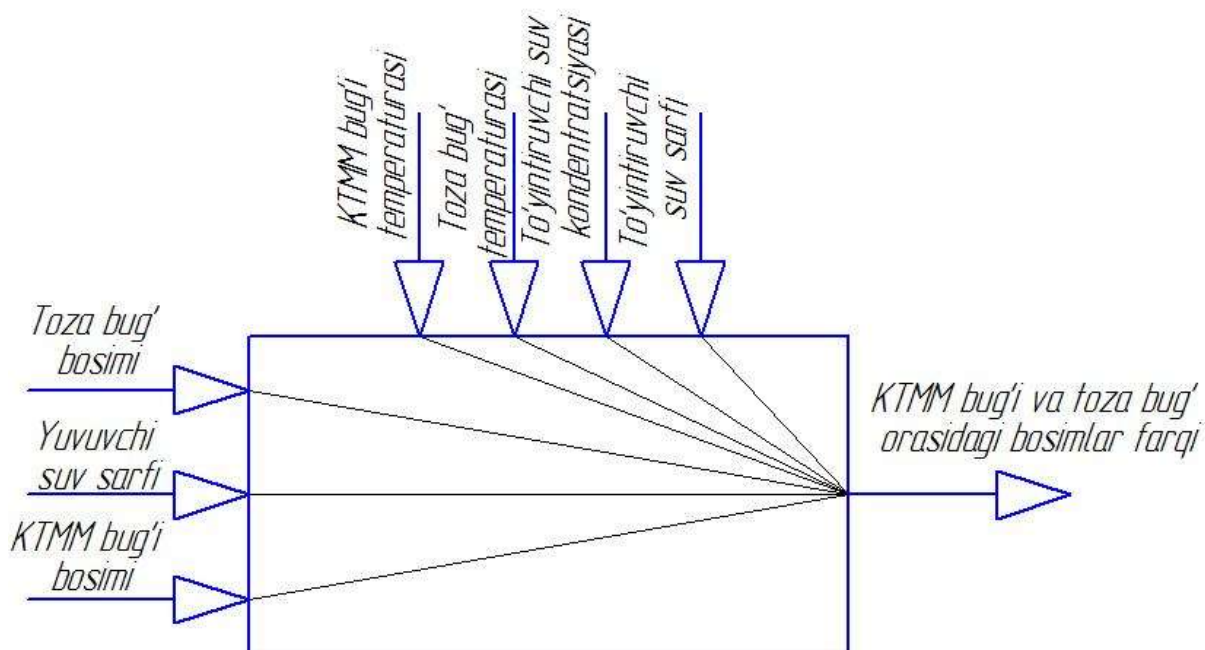 KTMM bug'i
temperaturasi
Toza bug'
temperaturasi
To'yintiruvchi suv
kondentratsiyasi
To'yintiruvchi
suv sarfi
Toza bug'
bosimi
Yuvuvchi
suv sarfi
KTMM bug'i
bosimi
KTMM bug'i va toza bug'
orasidagi bosimlar farqi